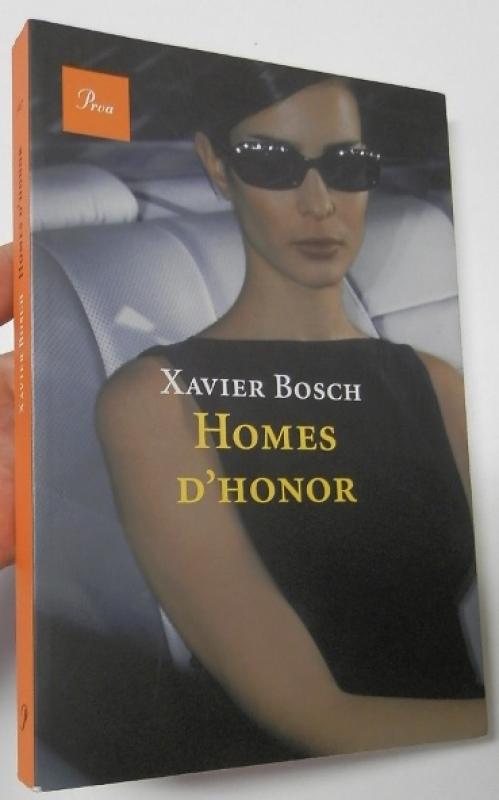 Proa
XAVIER BOSCH
HOMES
D'HONOR
XAVIER BOSCH HOMES D'HONOR